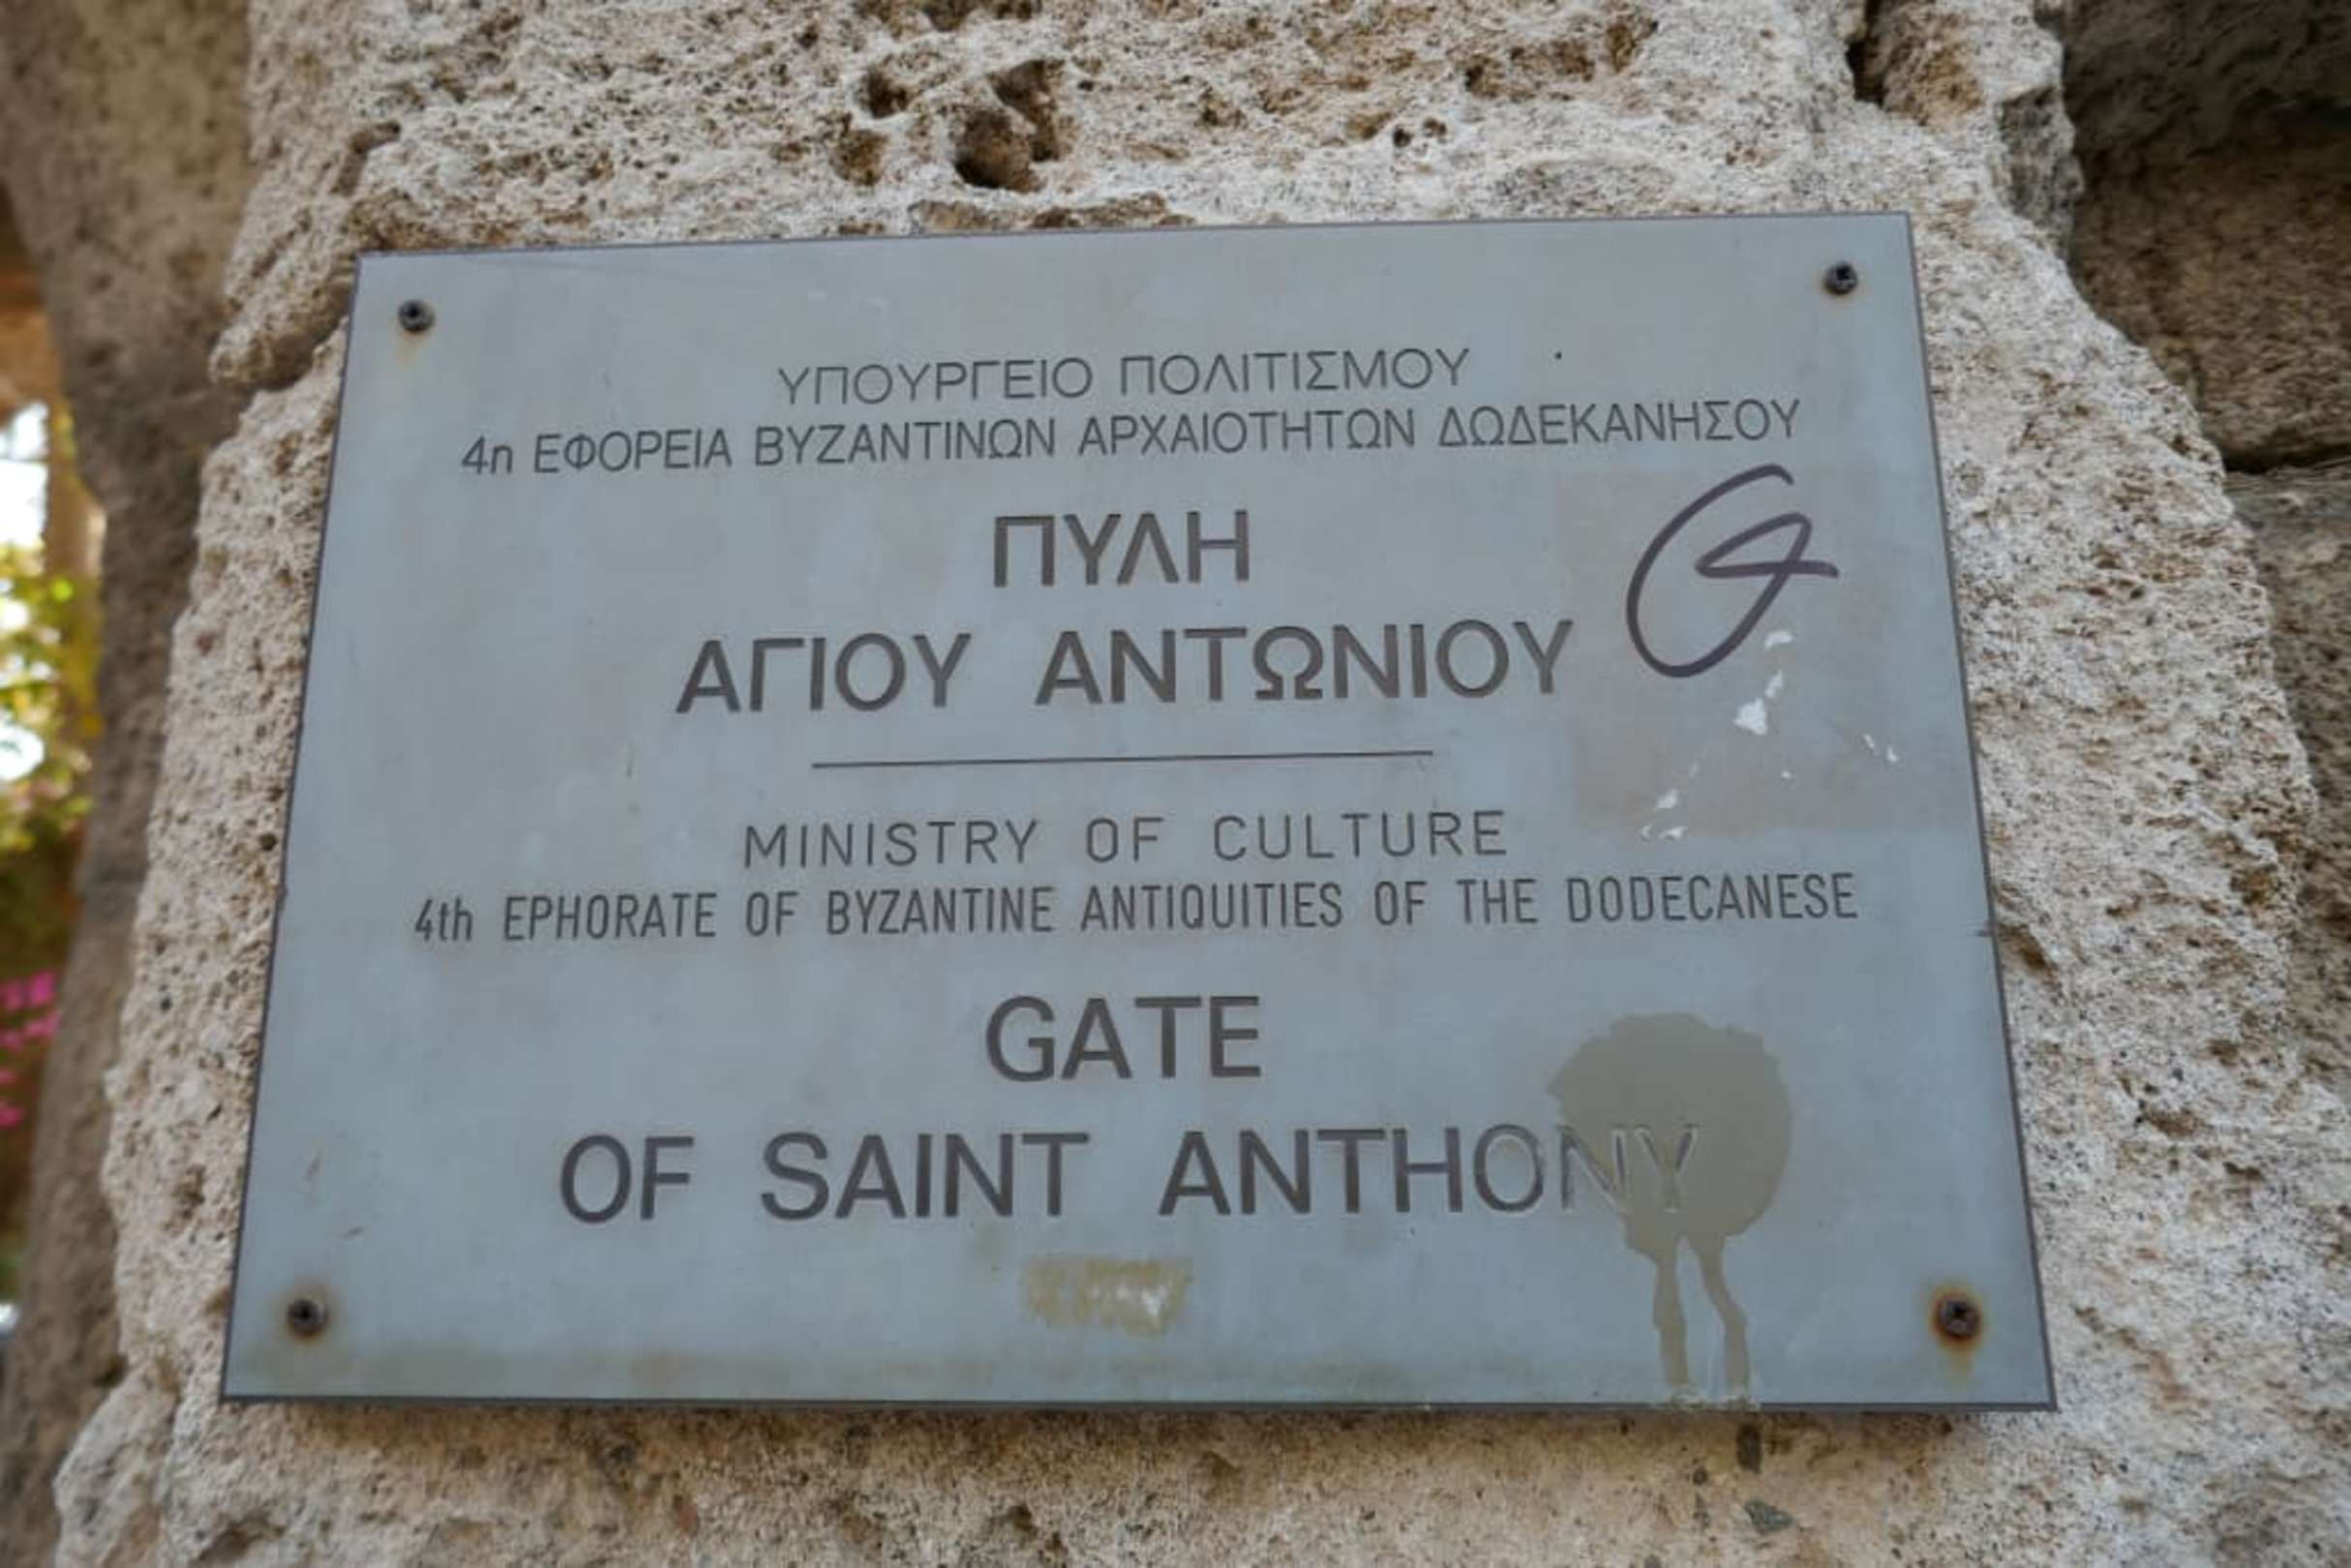 ΥΠΟΥΡΓΕΙΟ ΠΟΛΙΤΙΣΜΟΥ
4η ΕΦΟΡΕΙΑ ΒΥΖΑΝΤΙΝΩΝ ΑΡΧΑΙΟΤΗΤΩΝ ΔΩΔΕΚΑΝΗΣΟΥ
ΠΥΛΗ
ΑΓΙΟΥ ΑΝΤΩΝΙΟΥ
MINISTRY OF CULTURE
4th EPHORATE OF BYZANTINE ANTIQUITIES OF THE DODECANESE
GATE
OF SAINT ANTHONY